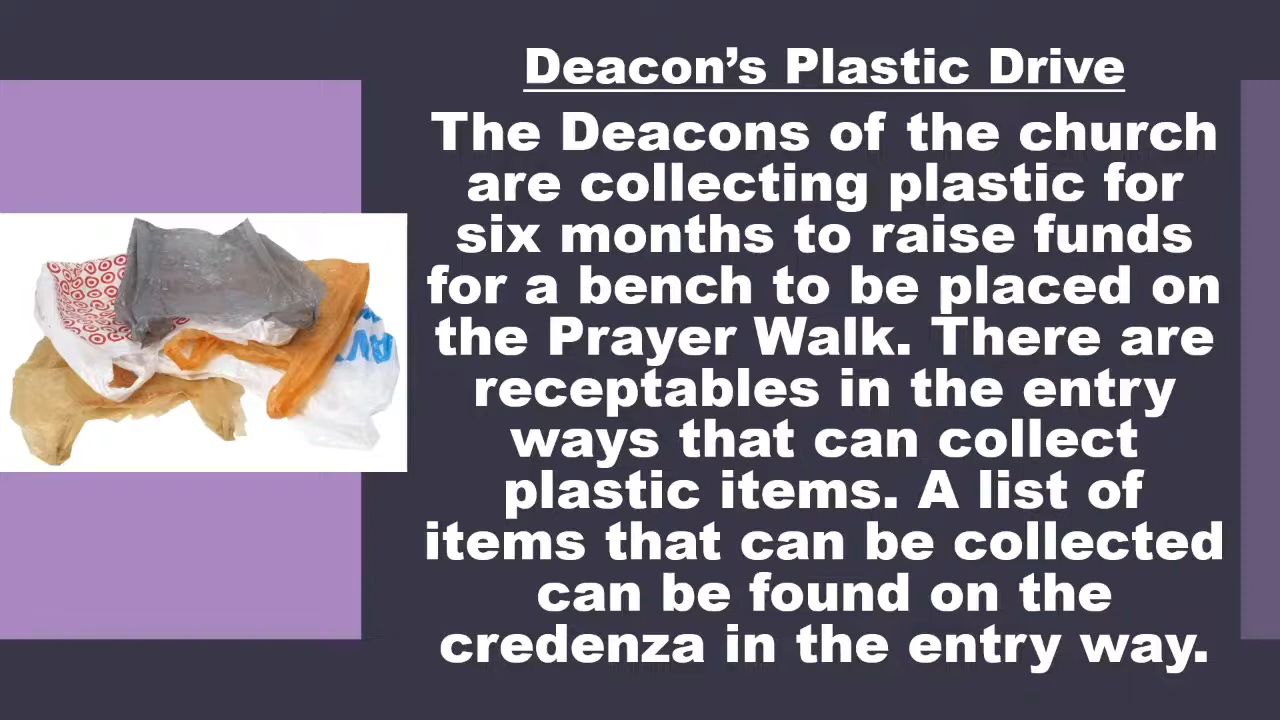 Deacon’s Plastic Drive
The Deacons of the church
are collecting plastic for
six months to raise funds
for a bench to be placed on
the Prayer Walk. There are
receptables in the entry
ways that can collect
plastic items. A list of
items that can be collected
can be found on the
credenza in the entry way.